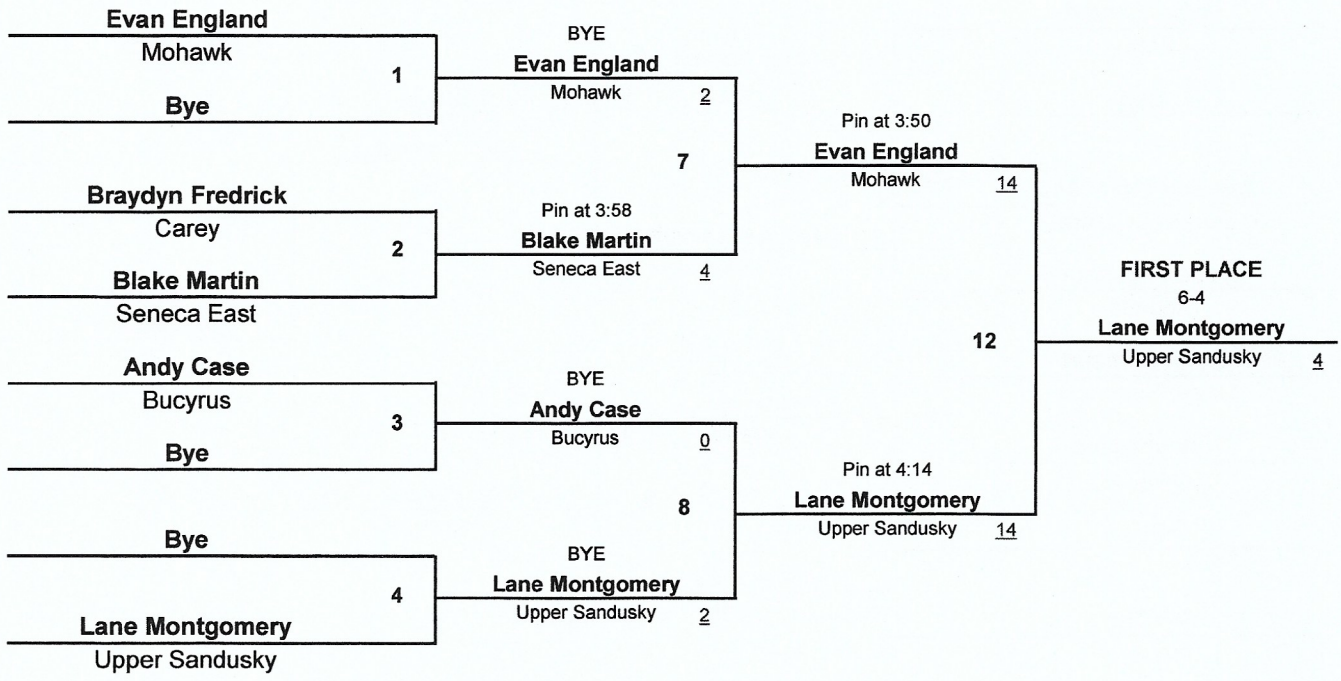 Evan England
Mohawk
1
Bye
Braydyn Fredrick
Carey
2
Blake Martin
Seneca East
Andy Case
Bucyrus
3
Bye
Bye
4
Lane Montgomery
Upper Sandusky
BYE
Evan England
Mohawk 2
7
Pin at 3:58
Blake Martin
Seneca East 4
BYE
Andy Case
Bucyrus 0
8
BYE
Lane Montgomery
Upper Sandusky 2
Pin at 3:50
Evan England
Mohawk 14
12
Pin at 4:14
Lane Montgomery
Upper Sandusky 14
FIRST PLACE
6-4
Lane Montgomery
Upper Sandusky 4